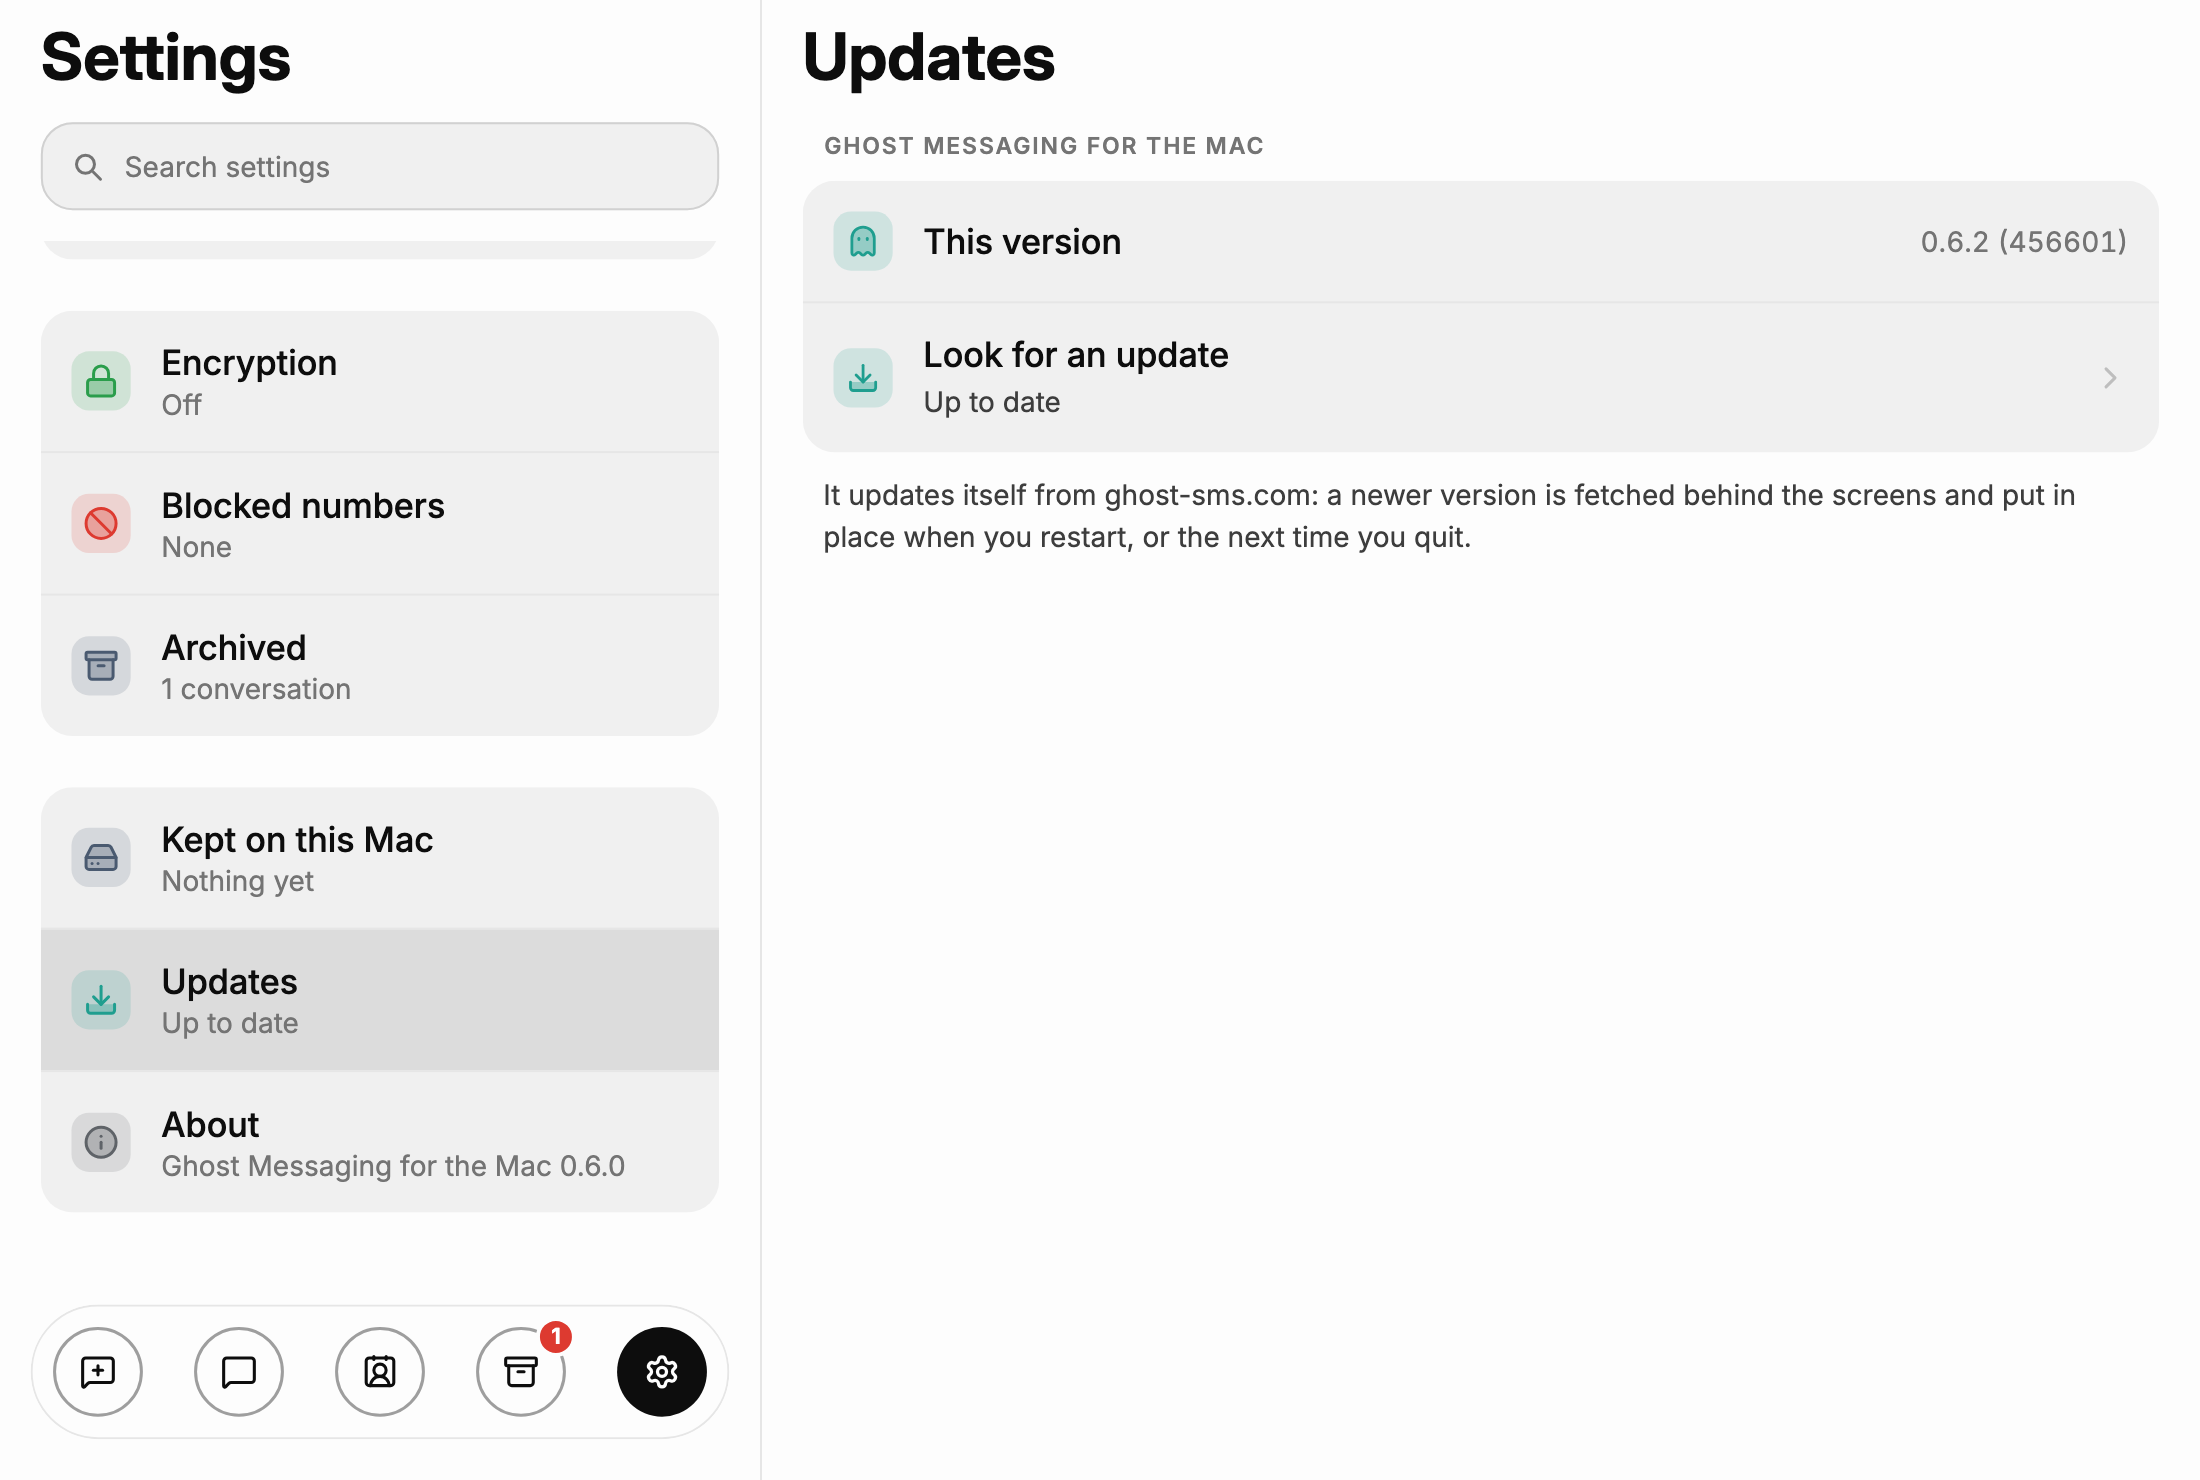 Settings
Search settings
Encryption
Off
Blocked numbers
None
Archived
1 conversation
Kept on this Mac
Nothing yet
Updates
Up to date
About
Ghost Messaging for the Mac 0.6.0
1
Updates
GHOST MESSAGING FOR THE MAC
This version
0.6.2 (456601)
Look for an update
Up to date
It updates itself from ghost-sms.com: a newer version is fetched behind the screens and put in
place when you restart, or the next time you quit.